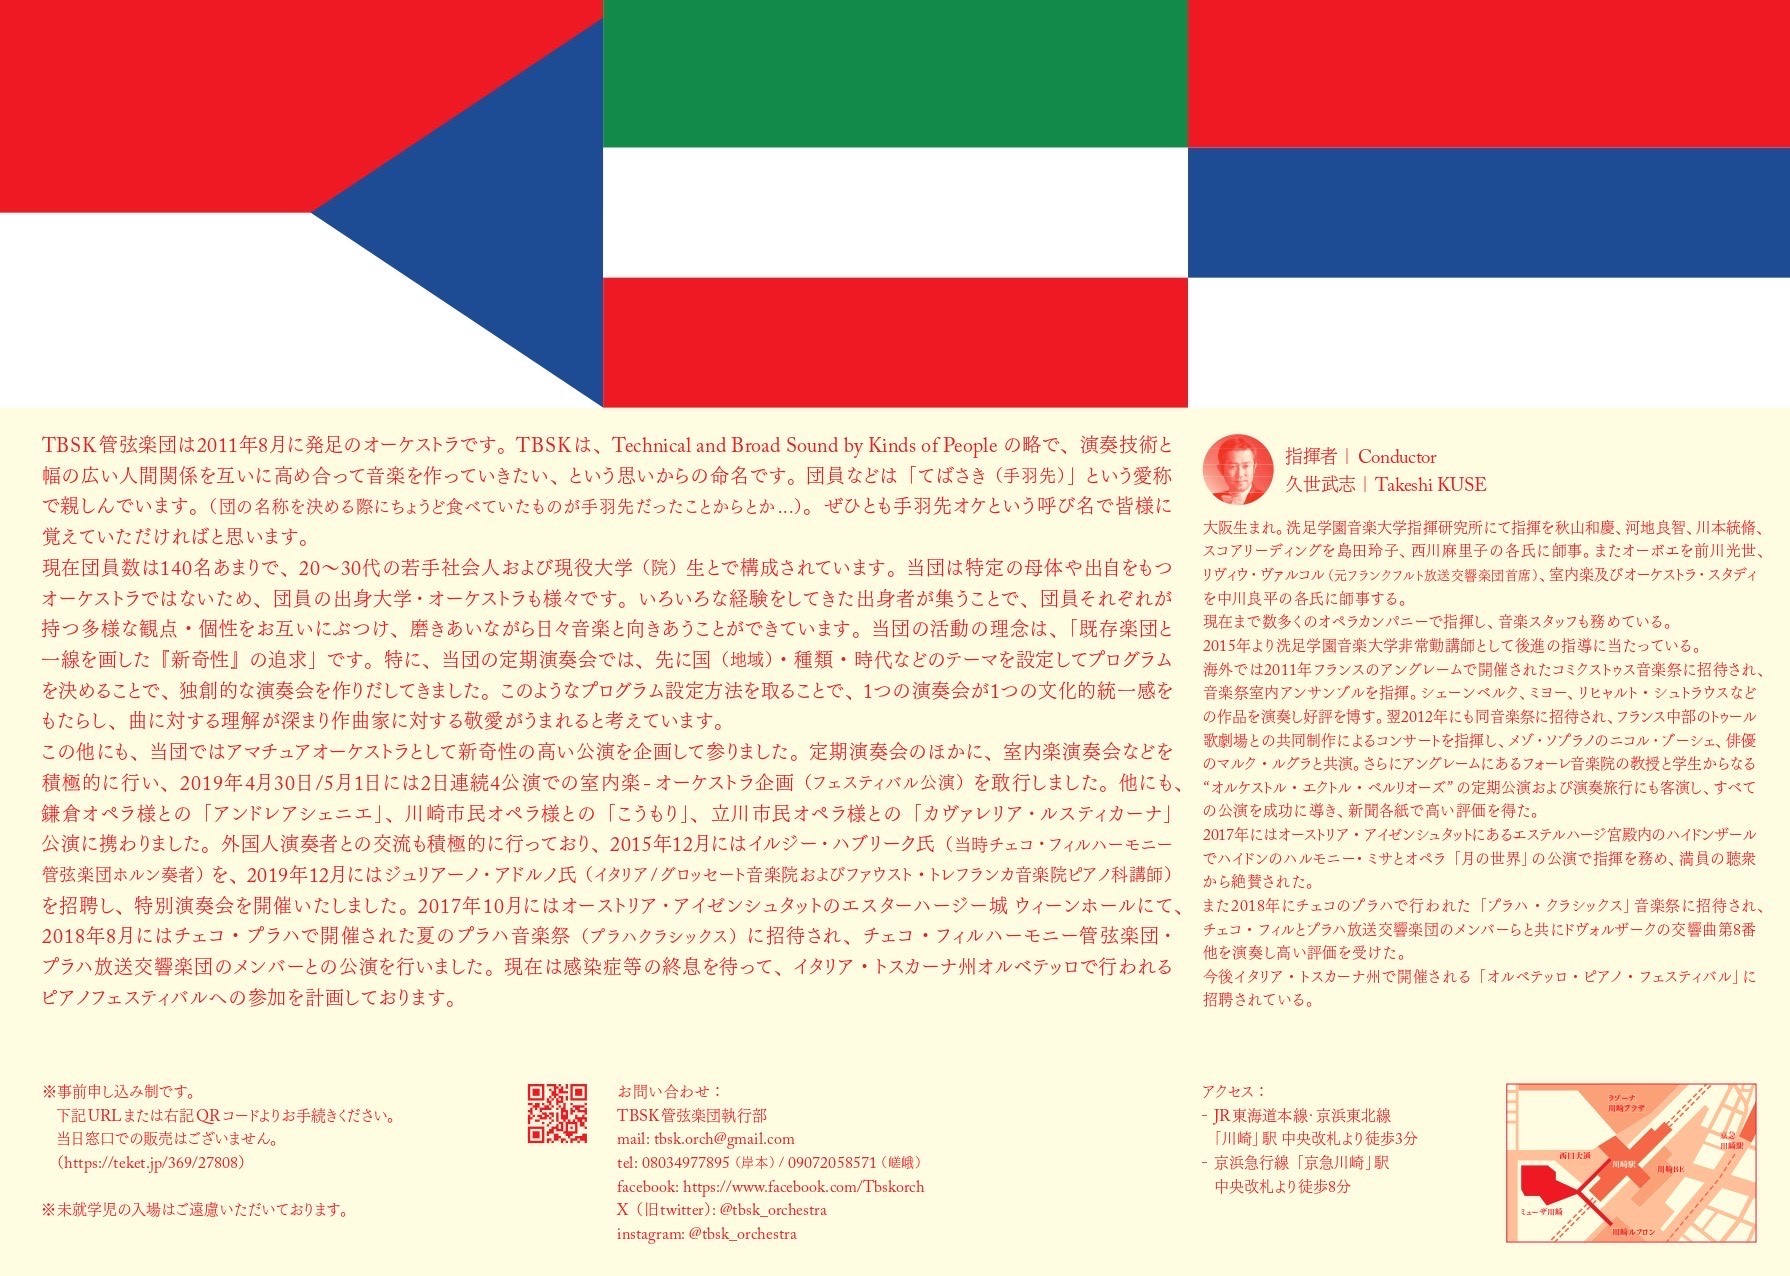 TBSK管弦楽団は2011年8月に発足のオーケストラです。TBSKは、Technical and Broad Sound by Kinds of People の略で、演奏技術と
幅の広い人間関係を互いに高め合って音楽を作っていきたい、という思いからの命名です。団員などは「てばさき（手羽先）」という愛称
で親しんでいます。（団の名称を決める際にちょうど食べていたものが手羽先だったことからとか…）。ぜひとも手羽先オケという呼び名で皆様に
覚えていただければと思います。
現在団員数は140名あまりで、20〜30代の若手社会人および現役大学（院）生とで構成されています。当団は特定の母体や出自をもつ
オーケストラではないため、団員の出身大学・オーケストラも様々です。いろいろな経験をしてきた出身者が集うことで、団員それぞれが
持つ多様な観点・個性をお互いにぶつけ、磨きあいながら日々音楽と向きあうことができています。当団の活動の理念は、「既存楽団と
一線を画した『新奇性』の追求」です。特に、当団の定期演奏会では、先に国（地域）・種類・時代などのテーマを設定してプログラム
を決めることで、独創的な演奏会を作りだしてきました。このようなプログラム設定方法を取ることで、1つの演奏会が1つの文化的統一感を
もたらし、曲に対する理解が深まり作曲家に対する敬愛がうまれると考えています。
この他にも、当団ではアマチュアオーケストラとして新奇性の高い公演を企画して参りました。定期演奏会のほかに、室内楽演奏会などを
積極的に行い、2019年4月30日/5月1日には2日連続4公演での室内楽-オーケストラ企画（フェスティバル公演）を敢行しました。他にも、
鎌倉オペラ様との「アンドレアシェニエ」、川崎市民オペラ様との「こうもり」、立川市民オペラ様との「カヴァレリア・ルスティカーナ」
公演に携わりました。外国人演奏者との交流も積極的に行っており、2015年12月にはイルジー・ハブリーク氏（当時チェコ・フィルハーモニー
管弦楽団ホルン奏者）を、2019年12月にはジュリアーノ・アドルノ氏（イタリア/グロッセート音楽院およびファウスト・トレフランカ音楽院ピアノ科講師）
を招聘し、特別演奏会を開催いたしました。2017年10月にはオーストリア・アイゼンシュタットのエスターハージー城 ウィーンホールにて、
2018年8月にはチェコ・プラハで開催された夏のプラハ音楽祭（プラハクラシックス）に招待され、チェコ・フィルハーモニー管弦楽団・
プラハ放送交響楽団のメンバーとの公演を行いました。現在は感染症等の終息を待って、イタリア・トスカーナ州オルベテッロで行われる
ピアノフェスティバルへの参加を計画しております。
指揮者｜Conductor
久世武志｜Takeshi KUSE
大阪生まれ。洗足学園音楽大学指揮研究所にて指揮を秋山和慶、河地良智、川本統脩、
スコアリーディングを島田玲子、西川麻里子の各氏に師事。またオーボエを前川光世、
リヴィウ・ヴァルコル（元フランクフルト放送交響楽団首席）、室内楽及びオーケストラ・スタディ
を中川良平の各氏に師事する。
現在まで数多くのオペラカンパニーで指揮し、音楽スタッフも務めている。
2015年より洗足学園音楽大学非常勤講師として後進の指導に当たっている。
海外では2011年フランスのアングレームで開催されたコミクストゥス音楽祭に招待され、
音楽祭室内アンサンブルを指揮。シェーンベルク、ミヨー、リヒャルト・シュトラウスなど
の作品を演奏し好評を博す。翌2012年にも同音楽祭に招待され、フランス中部のトゥール
歌劇場との共同制作によるコンサートを指揮し、メゾ・ソプラノのニコル・ブーシェ、俳優
のマルク・ルグラと共演。さらにアングレームにあるフォーレ音楽院の教授と学生からなる
“オルケストル・エクトル・ベルリオーズ”の定期公演および演奏旅行にも客演し、すべて
の公演を成功に導き、新聞各紙で高い評価を得た。
2017年にはオーストリア・アイゼンシュタットにあるエステルハージ宮殿内のハイドンザール
でハイドンのハルモニー・ミサとオペラ「月の世界」の公演で指揮を務め、満員の聴衆
から絶賛された。
また2018年にチェコのプラハで行われた「プラハ・クラシックス」音楽祭に招待され、
チェコ・フィルとプラハ放送交響楽団のメンバーらと共にドヴォルザークの交響曲第8番
他を演奏し高い評価を受けた。
今後イタリア・トスカーナ州で開催される「オルベテッロ・ピアノ・フェスティバル」に
招聘されている。
※事前申し込み制です。
下記URLまたは右記QRコードよりお手続きください。
当日窓口での販売はございません。
（https://teket.jp/369/27808）
※未就学児の入場はご遠慮いただいております。
お問い合わせ：
TBSK管弦楽団執行部
mail: tbsk.orch@gmail.com
tel: 08034977895（岸本）/ 09072058571（嵯峨）
facebook: https://www.facebook.com/Tbskorch
X（旧twitter）: @tbsk_orchestra
instagram: @tbsk_orchestra
アクセス：
- JR東海道本線・京浜東北線
「川崎」駅 中央改札より徒歩3分
- 京浜急行線「京急川崎」駅
中央改札より徒歩8分
ラゾーナ
川崎プラザ
京急
川崎駅
西口大通
川崎駅
川崎BE
ミューザ川崎
川崎ルフロン